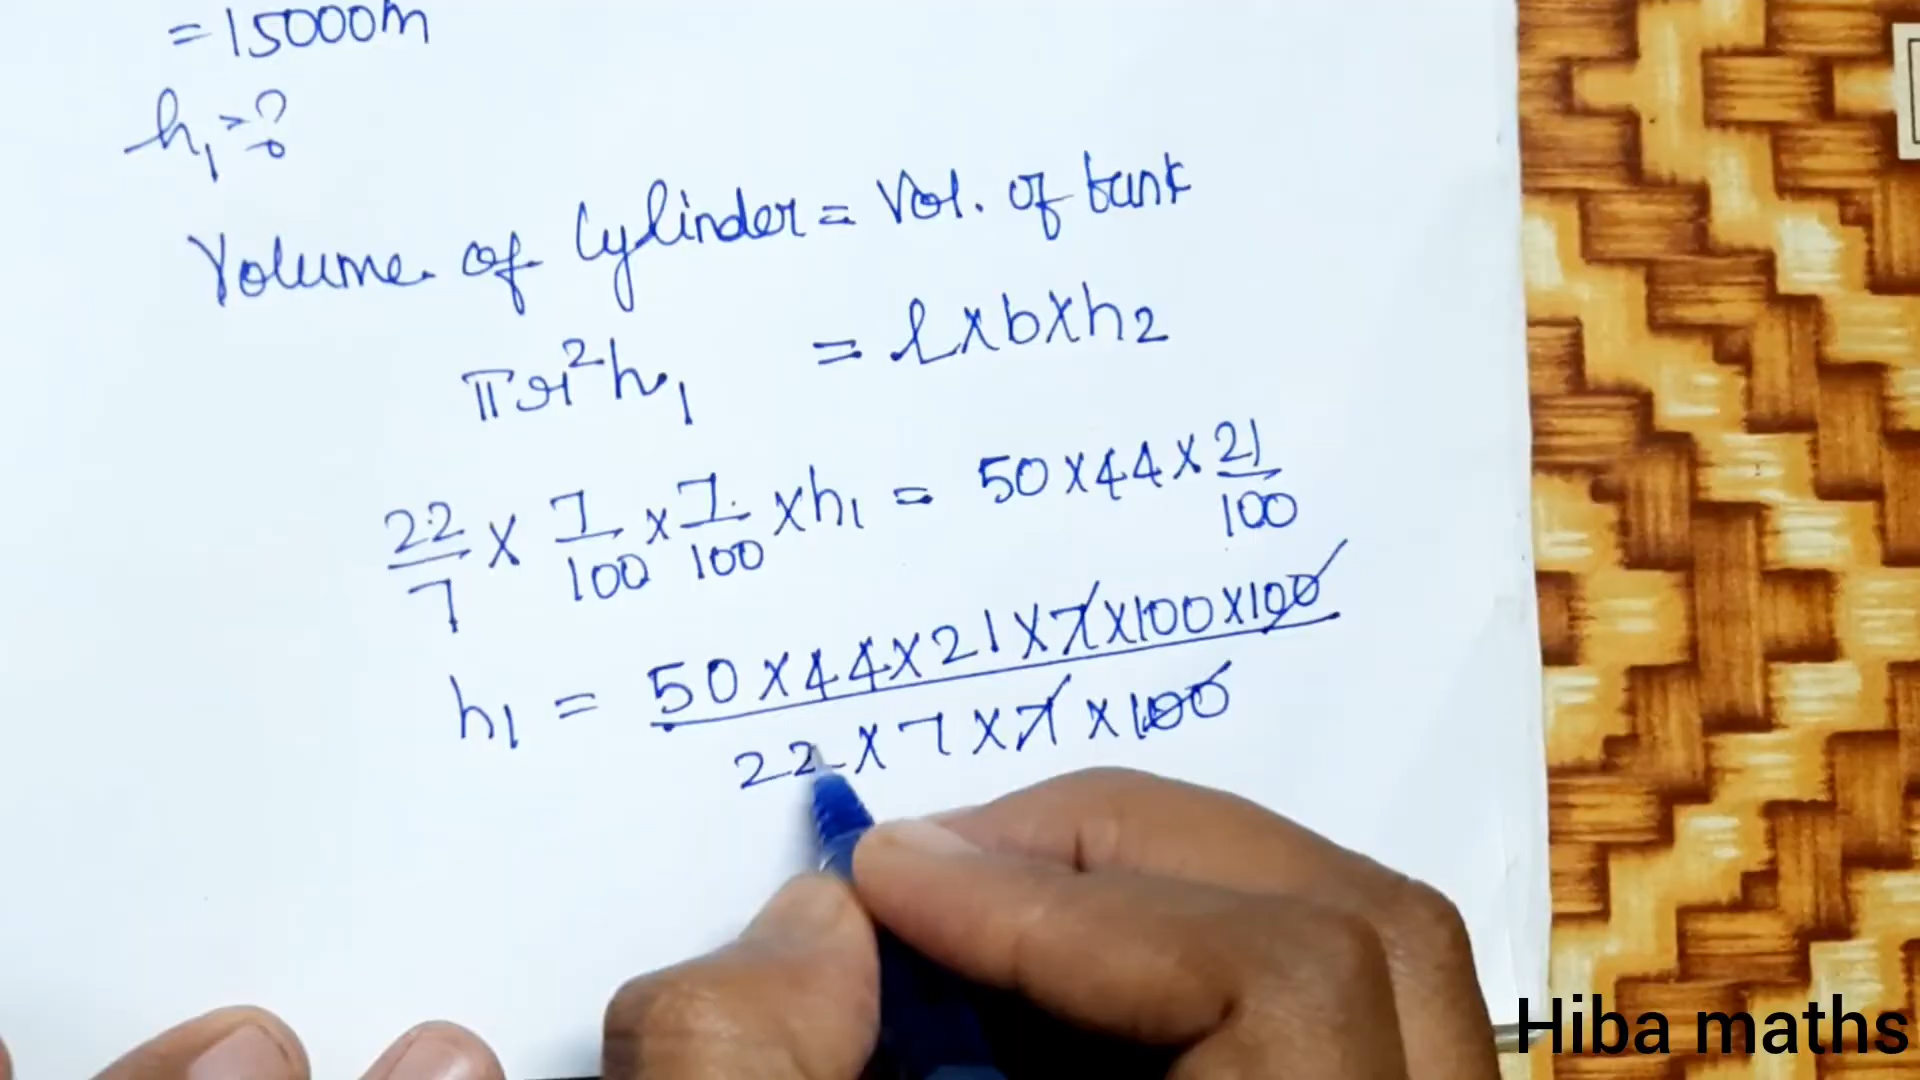 = 15000m
h₁ = ?
Volume of Cylinder = Vol. of tank
πr²h₁ = l×b×h₂
22/7 × 7/100 × 7/100 × h₁ = 50×44×21/100
h₁ = 50×44×21×7×100×100 / 22×7×7×100
Hiba maths